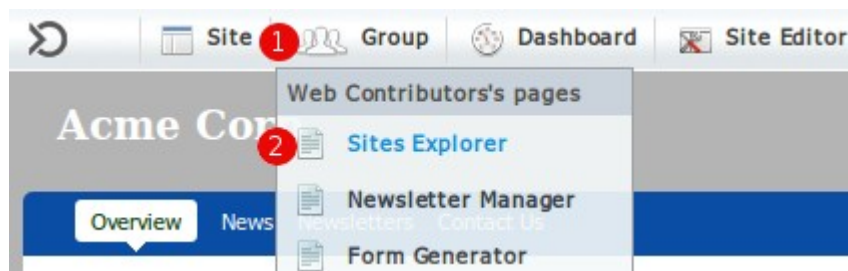 Site 1 Group Dashboard Site Editor
Web Contributors's pages
Acme Corp
2 Sites Explorer
Newsletter Manager
Overview News Newsletters Contact Us
Form Generator